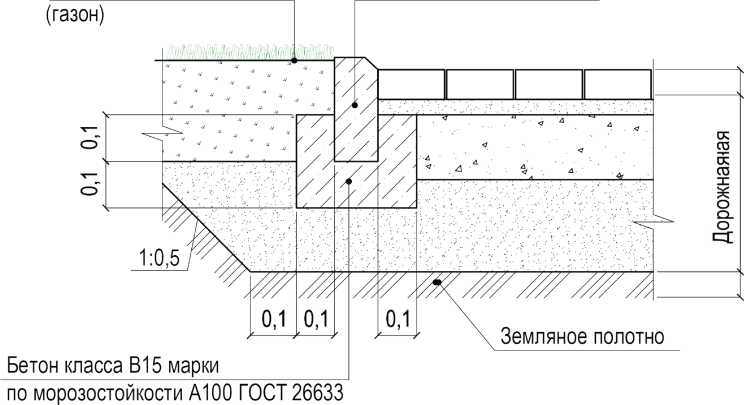 (газон)
0,1
0,1
1:0,5
0,1
0,1
0,1
Дорожнаяая
Земляное полотно
Бетон класса В15 марки
по морозостойкости А100 ГОСТ 26633